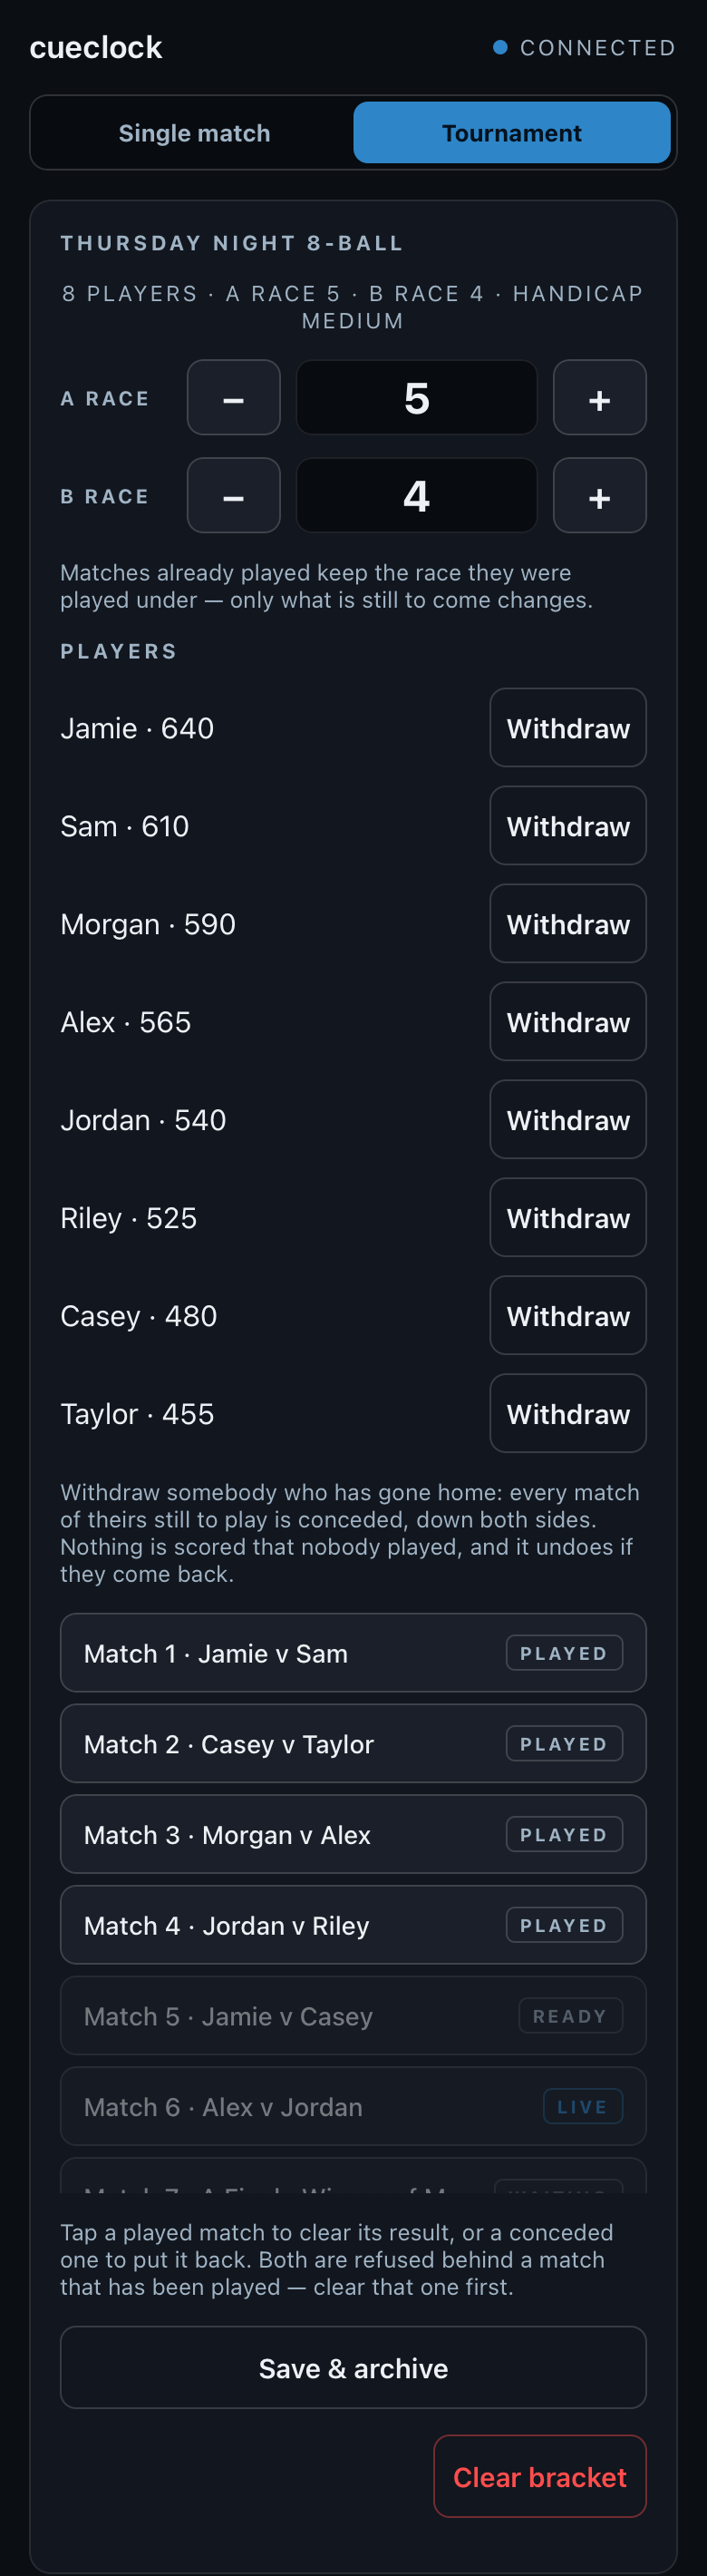 cueclock
CONNECTED
Single match
Tournament
THURSDAY NIGHT 8-BALL
8 PLAYERS · A RACE 5 · B RACE 4 · HANDICAP
MEDIUM
A RACE
−
5
+
B RACE
−
4
+
Matches already played keep the race they were
played under — only what is still to come changes.
PLAYERS
Jamie · 640
Withdraw
Sam · 610
Withdraw
Morgan · 590
Withdraw
Alex · 565
Withdraw
Jordan · 540
Withdraw
Riley · 525
Withdraw
Casey · 480
Withdraw
Taylor · 455
Withdraw
Withdraw somebody who has gone home: every match
of theirs still to play is conceded, down both sides.
Nothing is scored that nobody played, and it undoes if
they come back.
Match 1 · Jamie v Sam
PLAYED
Match 2 · Casey v Taylor
PLAYED
Match 3 · Morgan v Alex
PLAYED
Match 4 · Jordan v Riley
PLAYED
Match 5 · Jamie v Casey
READY
Match 6 · Alex v Jordan
LIVE
Tap a played match to clear its result, or a conceded
one to put it back. Both are refused behind a match
that has been played — clear that one first.
Save & archive
Clear bracket